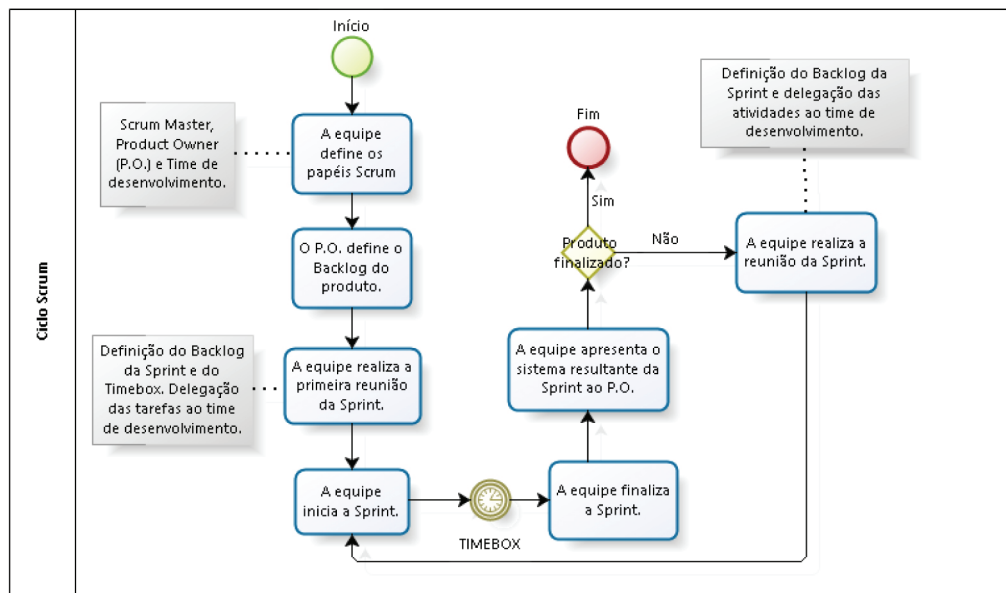 Ciclo Scrum
Início
Scrum Master,
Product Owner
(P.O.) e Time de
desenvolvimento.
A equipe
define os
papéis Scrum
O P.O. define o
Backlog do
produto.
Definição do Backlog
da Sprint e do
Timebox. Delegação
das tarefas ao time
de desenvolvimento.
A equipe realiza a
primeira reunião
da Sprint.
A equipe
inicia a Sprint.
TIMEBOX
A equipe finaliza
a Sprint.
A equipe apresenta o
sistema resultante
da Sprint ao P.O.
Produto
finalizado?
Sim
Fim
Não
A equipe realiza a
reunião da Sprint.
Definição do Backlog da
Sprint e delegação das
atividades ao time de
desenvolvimento.